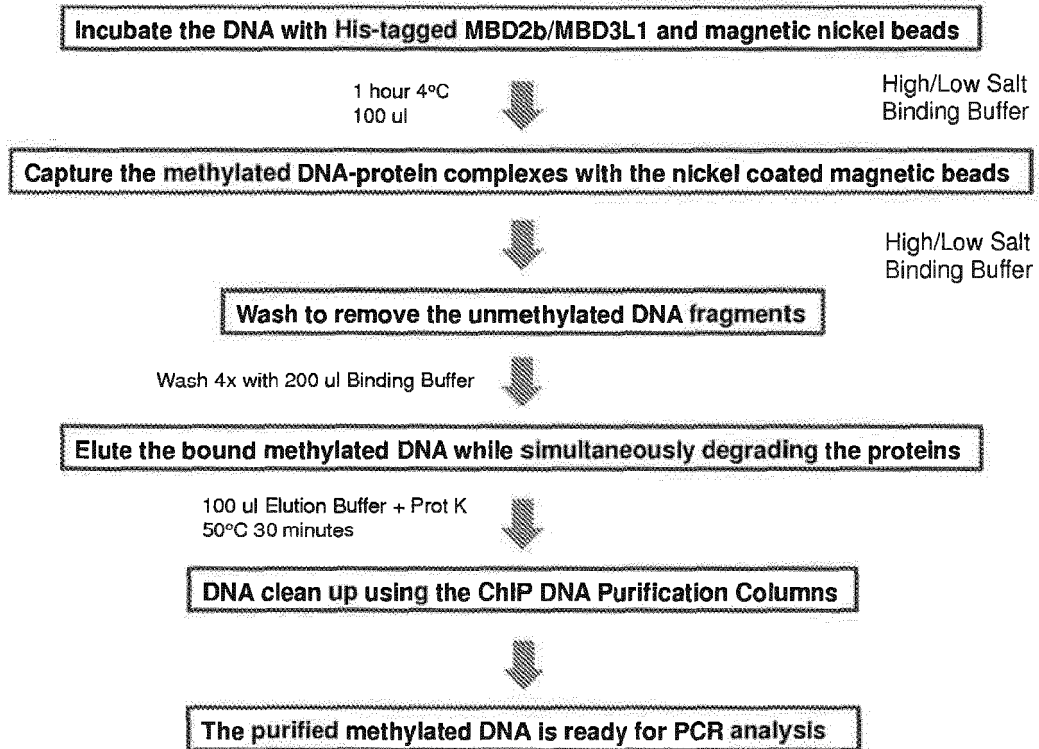 Incubate the DNA with His-tagged MBD2b/MBD3L1 and magnetic nickel beads
1 hour 4ºC
100 ul
High/Low Salt
Binding Buffer
Capture the methylated DNA-protein complexes with the nickel coated magnetic beads
High/Low Salt
Binding Buffer
Wash to remove the unmethylated DNA fragments
Wash 4x with 200 ul Binding Buffer
Elute the bound methylated DNA while simultaneously degrading the proteins
100 ul Elution Buffer + Prot K
50ºC 30 minutes
DNA clean up using the ChIP DNA Purification Columns
The purified methylated DNA is ready for PCR analysis